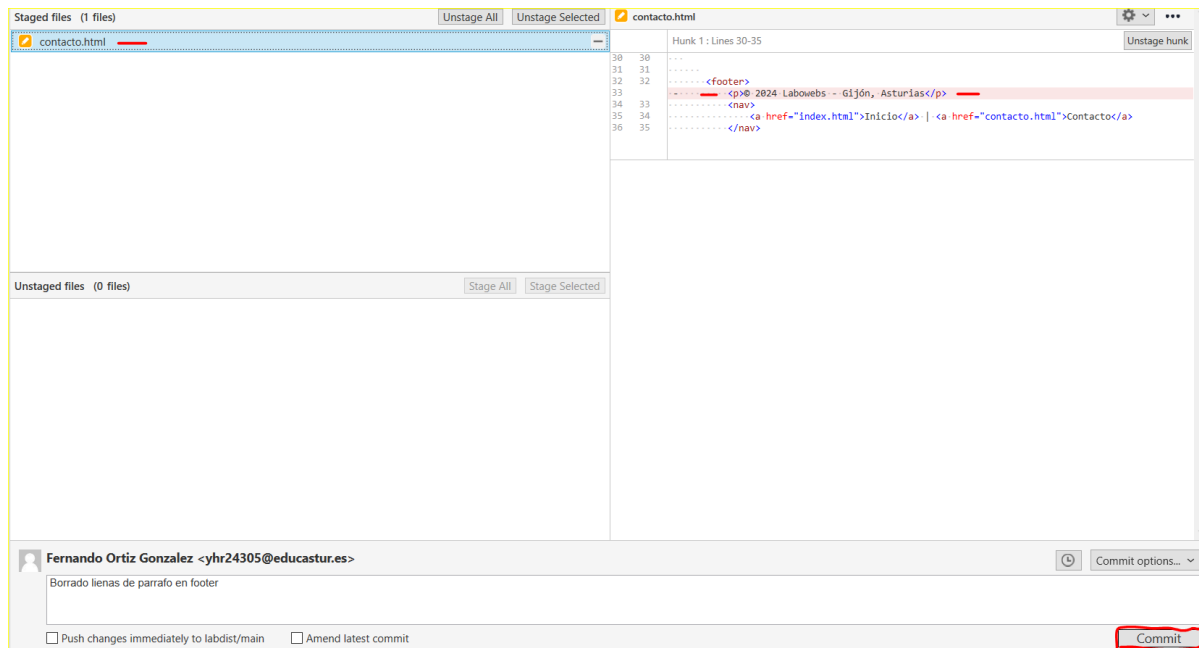 Staged files (1 files)
Unstage All
Unstage Selected
contacto.html
contacto.html
Hunk 1 : Lines 30-35
Unstage hunk
30 30
31 31
32 32 <footer>
33 - <p>© 2024 Labowebs - Gijón, Asturias</p>
34 33 <nav>
35 34 <a href="index.html">Inicio</a> | <a href="contacto.html">Contacto</a>
36 35 </nav>
Unstaged files (0 files)
Stage All
Stage Selected
Fernando Ortiz Gonzalez <yhr24305@educastur.es>
Commit options...
Borrado lienas de parrafo en footer
Push changes immediately to labdist/main
Amend latest commit
Commit